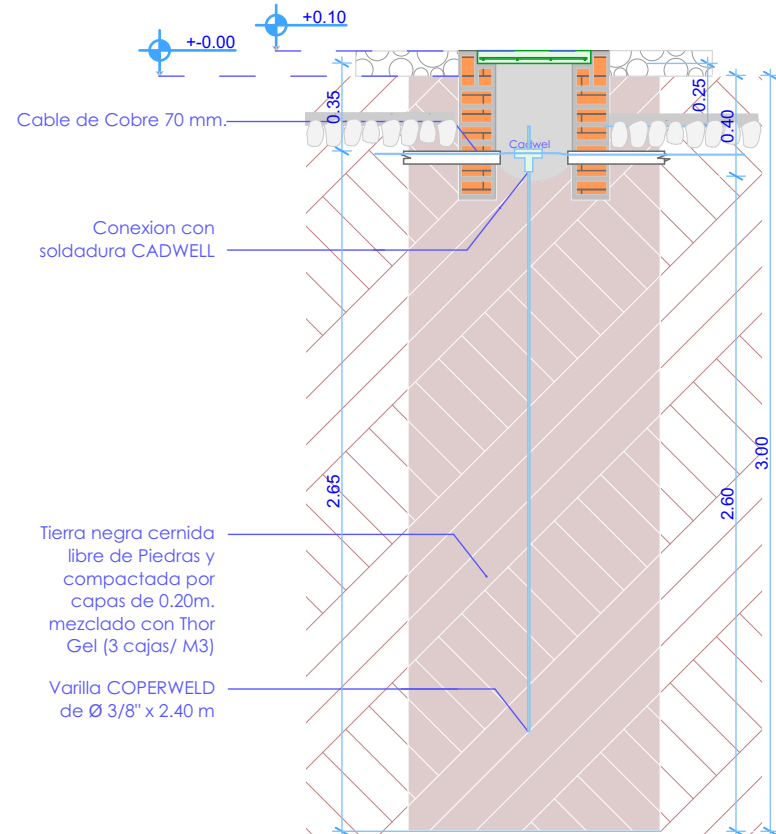 +0.10
+-0.00
0.35
0.25
0.40
Cable de Cobre 70 mm.
Cadwel
Conexion con
soldadura CADWELL
2.65
2.60
3.00
Tierra negra cernida
libre de Piedras y
compactada por
capas de 0.20m.
mezclado con Thor
Gel (3 cajas/ M3)
Varilla COPERWELD
de Ø 3/8" x 2.40 m